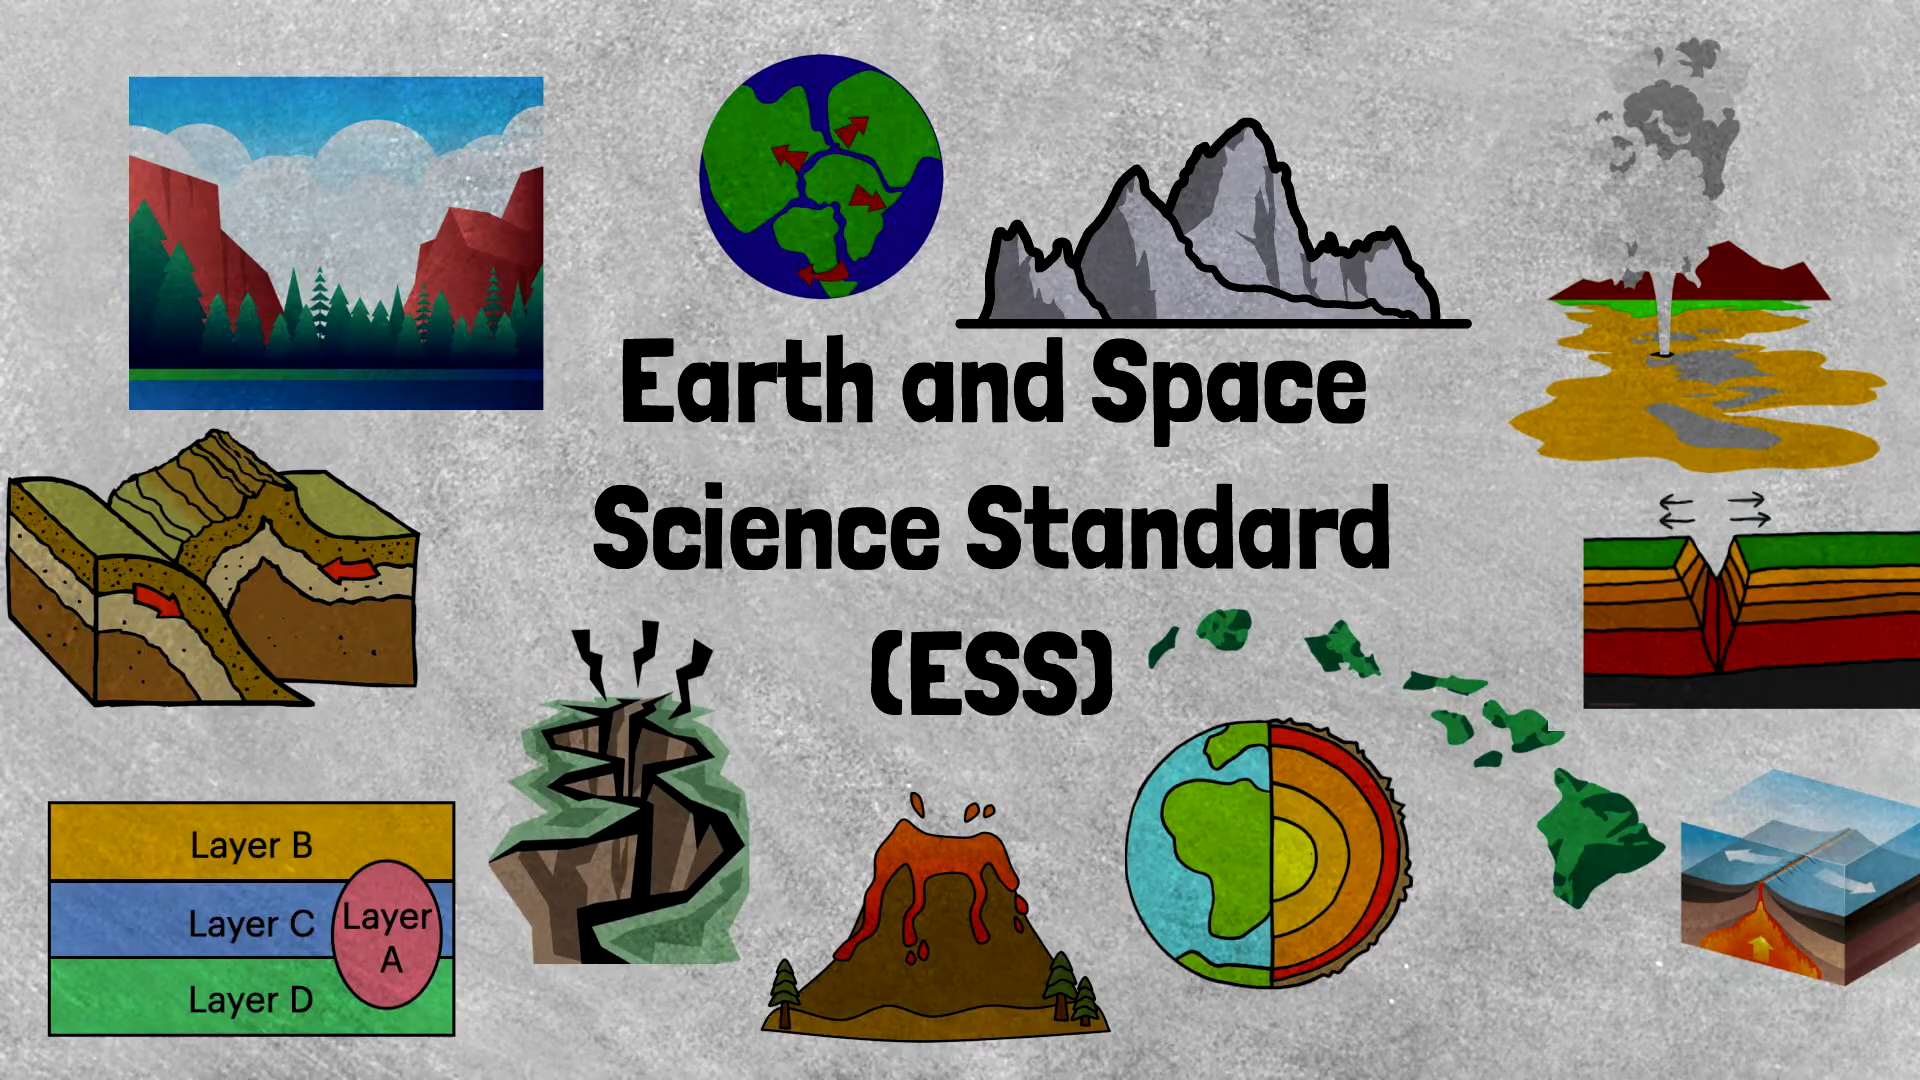 Earth and Space
Science Standard
(ESS)
Layer B
Layer C
Layer
A
Layer D